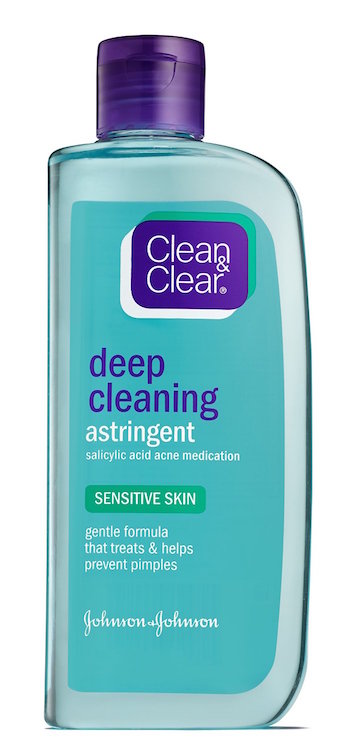 Clean
&
Clear®
deep
cleaning
astringent
salicylic acid acne medication
SENSITIVE SKIN
gentle formula
that treats & helps
prevent pimples
Johnson & Johnson